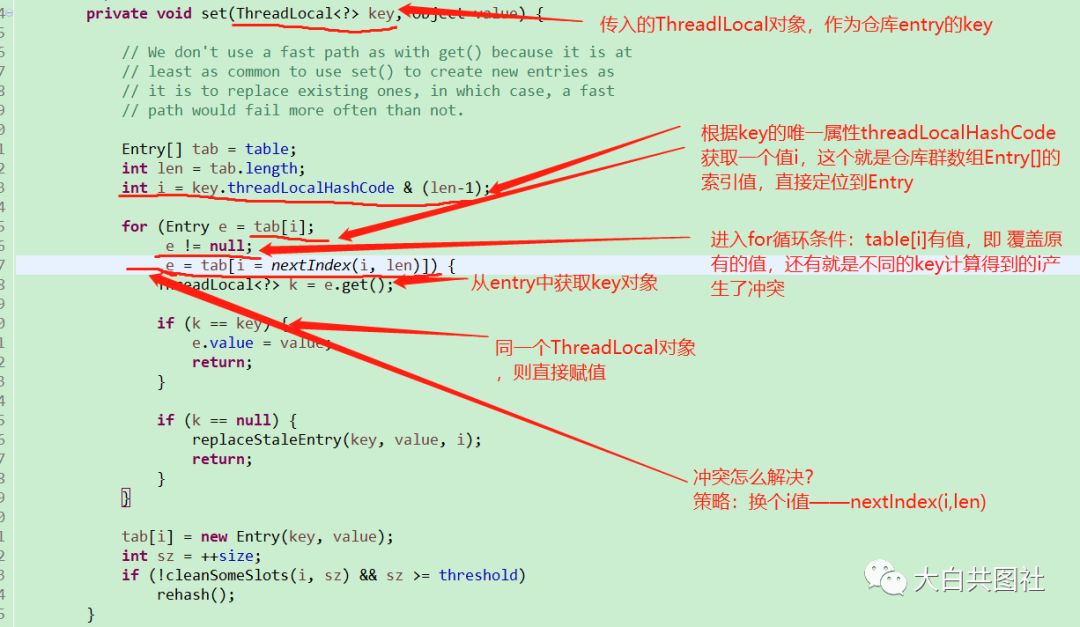 private void set(ThreadLocal<?> key, Object value) {
传入的ThreadlLocal对象，作为仓库entry的key
// We don't use a fast path as with get() because it is at
// least as common to use set() to create new entries as
// it is to replace existing ones, in which case, a fast
// path would fail more often than not.
Entry[] tab = table;
int len = tab.length;
int i = key.threadLocalHashCode & (len-1);
根据key的唯一属性threadLocalHashCode
获取一个值i，这个就是仓库群数组Entry[]的
索引值，直接定位到Entry
for (Entry e = tab[i];
e != null;
e = tab[i = nextIndex(i, len)]) {
进入for循环条件：table[i]有值，即 覆盖原
有的值，还有就是不同的key计算得到的i产
生了冲突
ThreadLocal<?> k = e.get();
从entry中获取key对象
if (k == key) {
e.value = value;
return;
}
同一个ThreadLocal对象
，则直接赋值
if (k == null) {
replaceStaleEntry(key, value, i);
return;
}
}
冲突怎么解决？
策略：换个i值——nextIndex(i,len)
tab[i] = new Entry(key, value);
int sz = ++size;
if (!cleanSomeSlots(i, sz) && sz >= threshold)
rehash();
}
大白共图社